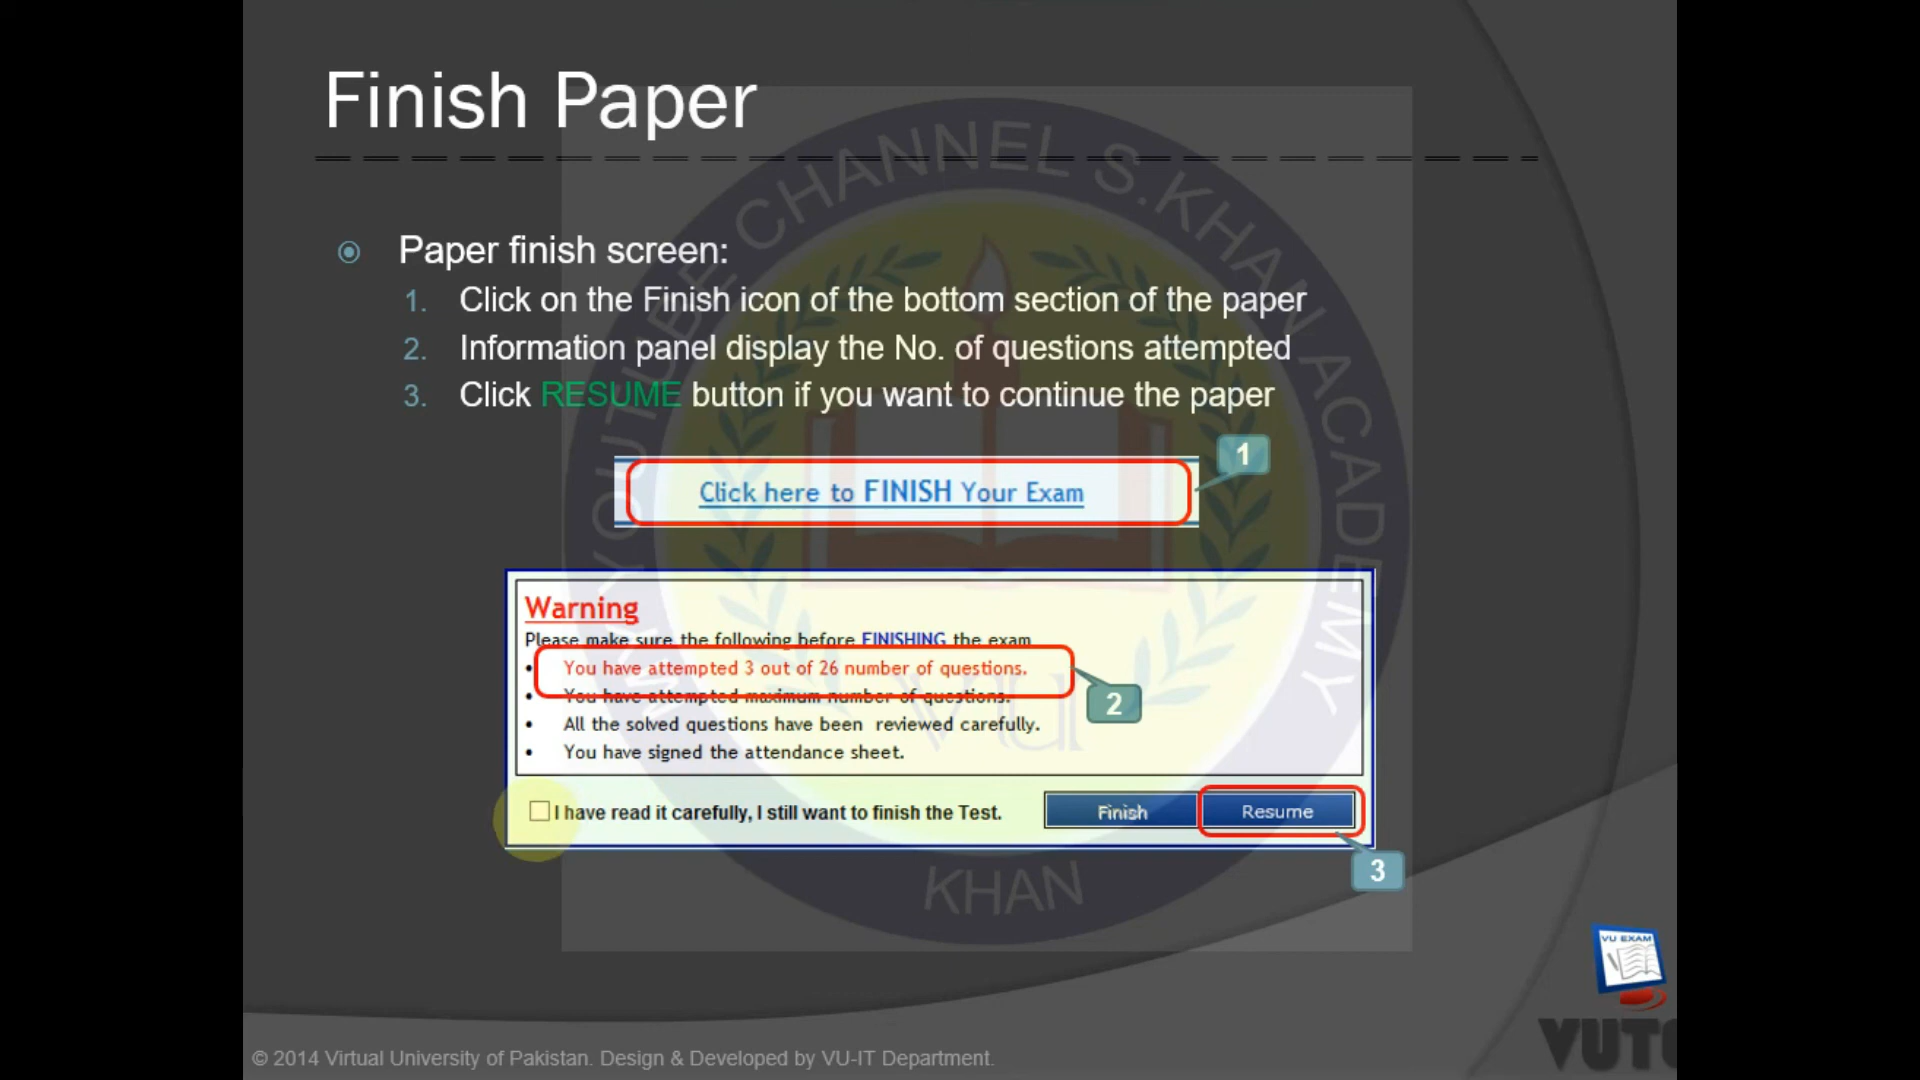 Finish Paper
Paper finish screen:
1. Click on the Finish icon of the bottom section of the paper
2. Information panel display the No. of questions attempted
3. Click RESUME button if you want to continue the paper
1
Click here to FINISH Your Exam
Warning
Please make sure the following before FINISHING the exam
• You have attempted 3 out of 26 number of questions.
2
• You have attempted maximum number of questions.
• All the solved questions have been reviewed carefully.
• You have signed the attendance sheet.
I have read it carefully, I still want to finish the Test.
Finish
Resume
3
YOUTUBE CHANNEL S.KHAN ACADEMY
VU
KHAN
VU EXAM
© 2014 Virtual University of Pakistan. Design & Developed by VU-IT Department.